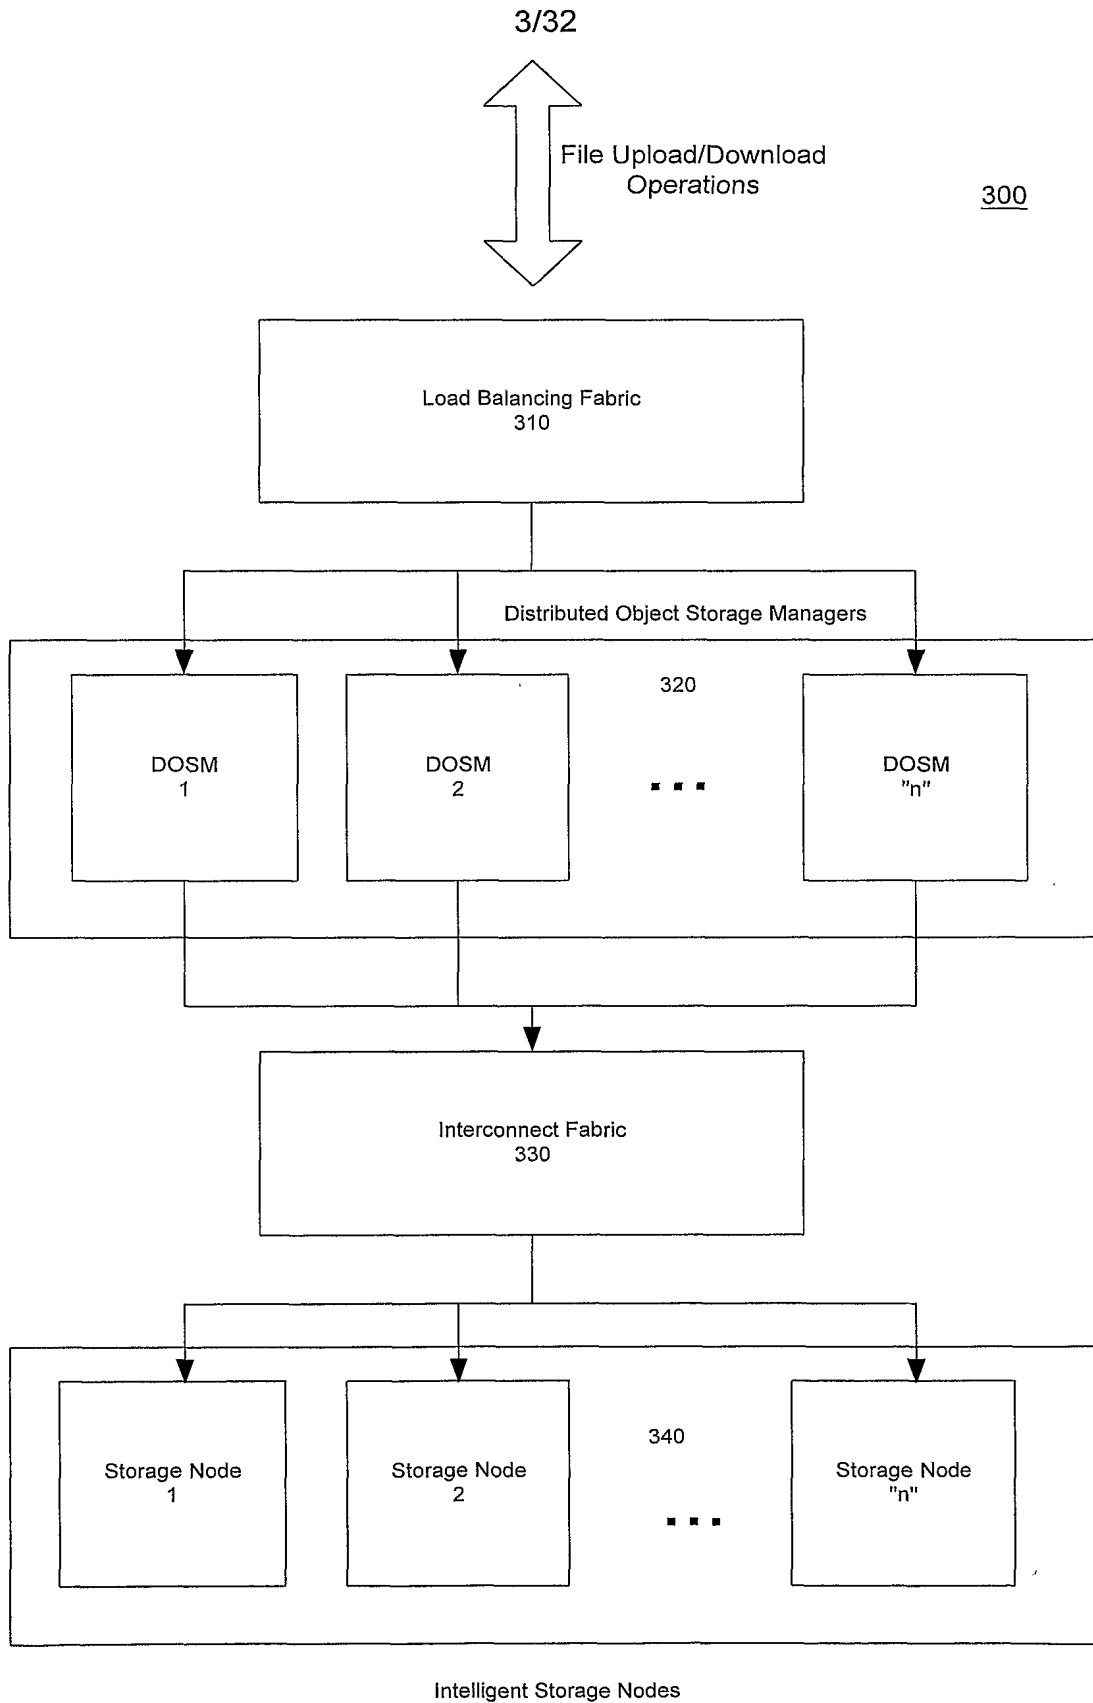 3/32
File Upload/Download
Operations
300
Load Balancing Fabric
310
Distributed Object Storage Managers
320
DOSM
1
DOSM
2
DOSM
"n"
Interconnect Fabric
330
340
Storage Node
1
Storage Node
2
Storage Node
"n"
Intelligent Storage Nodes